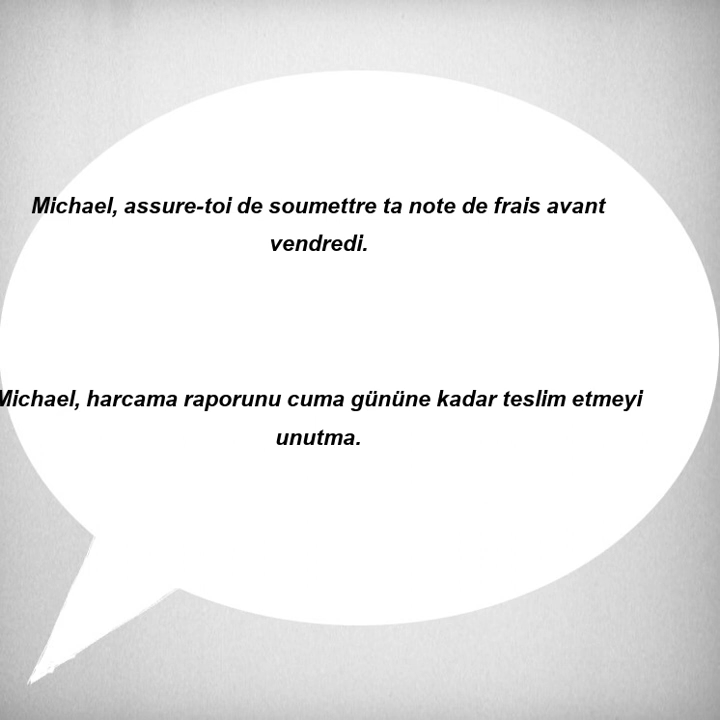 Michael, assure-toi de soumettre ta note de frais avant
vendredi.
Michael, harcama raporunu cuma gününe kadar teslim etmeyi
unutma.